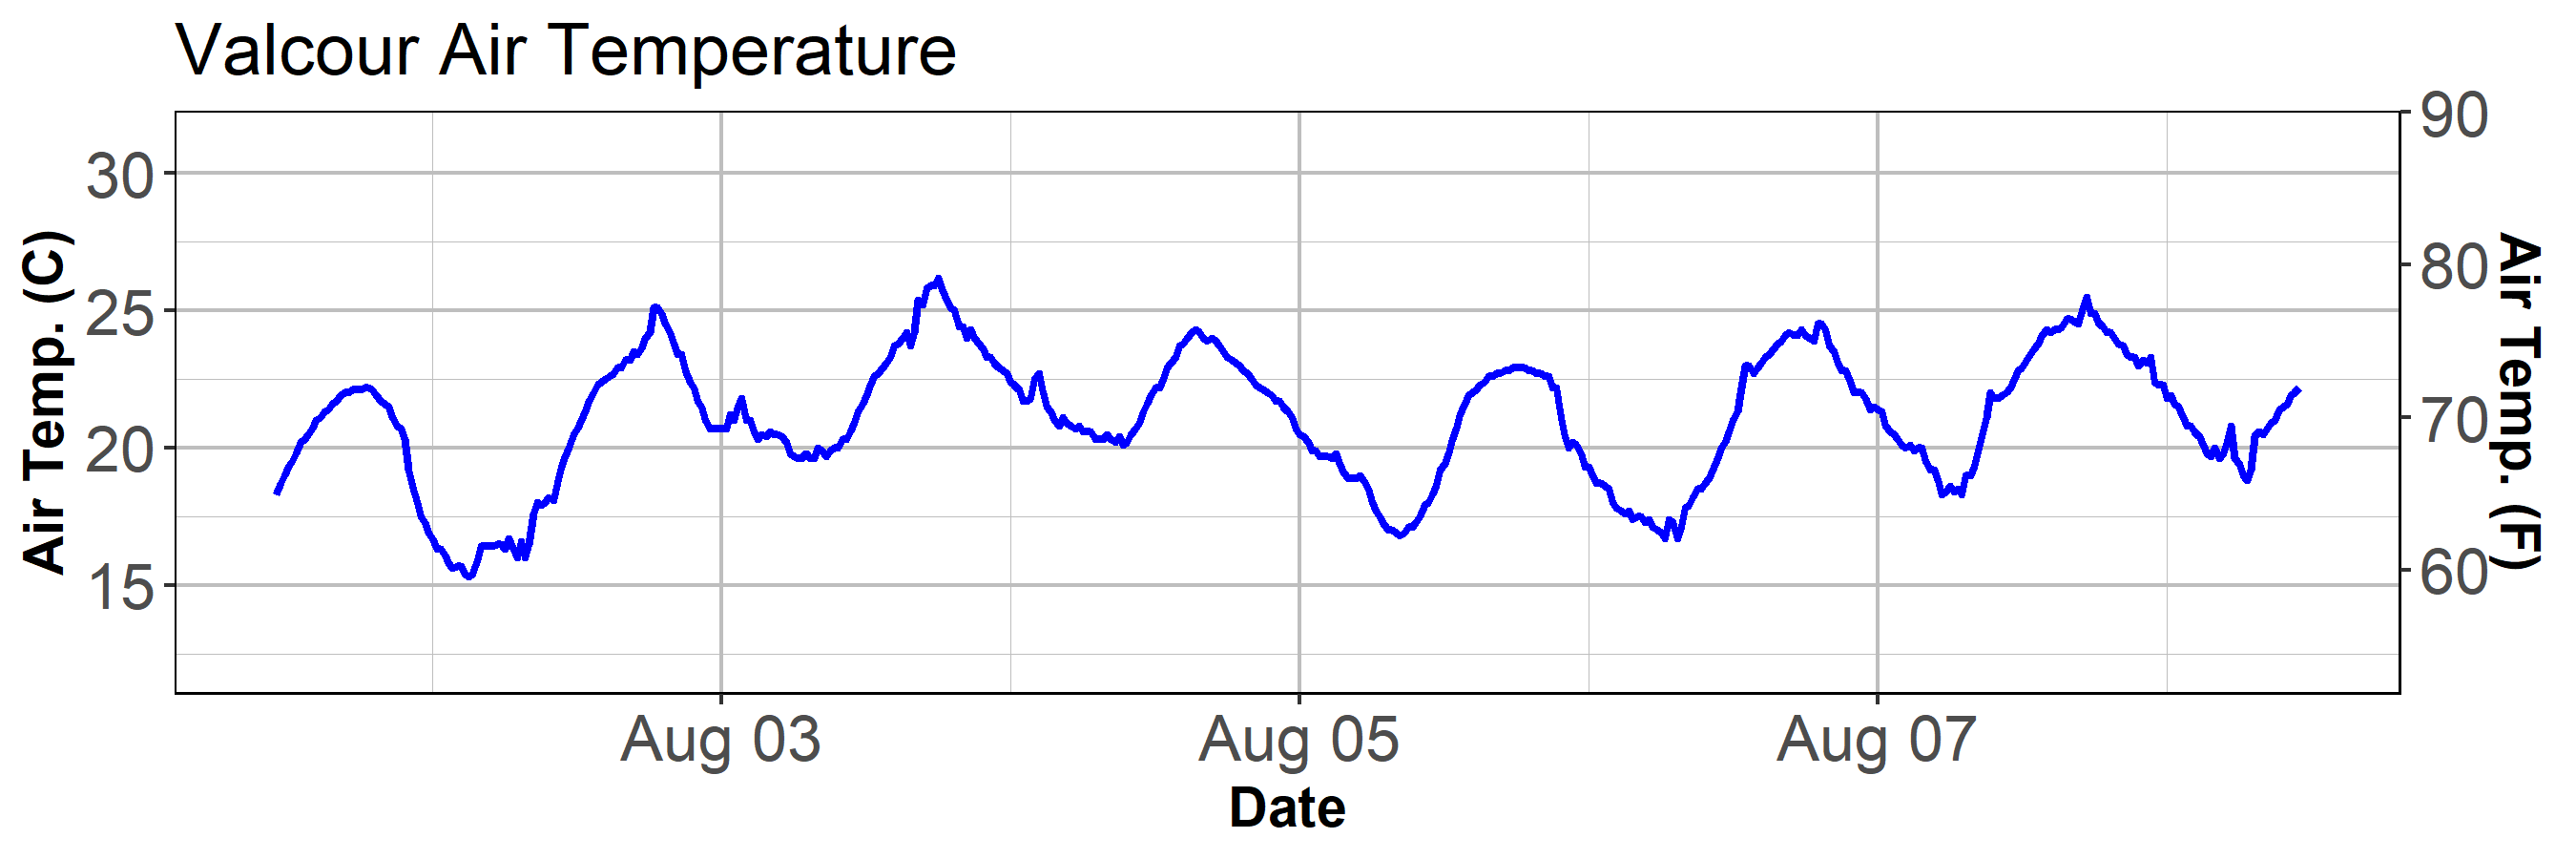 Valcour Air Temperature
Air Temp. (C)
30
25
20
15
90
80
70
60
Air Temp. (F)
Aug 03
Aug 05
Aug 07
Date